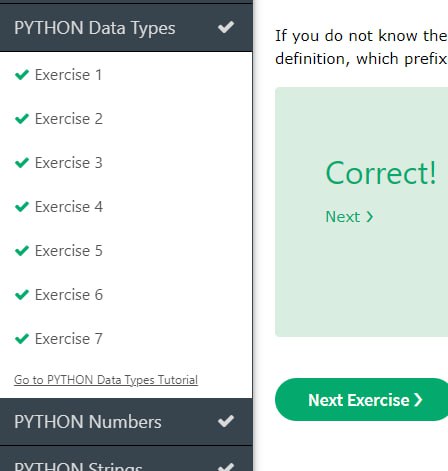 PYTHON Data Types
Exercise 1
Exercise 2
Exercise 3
Exercise 4
Exercise 5
Exercise 6
Exercise 7
Go to PYTHON Data Types Tutorial
PYTHON Numbers
PYTHON Strings
If you do not know the
definition, which prefix
Correct!
Next ❯
Next Exercise ❯